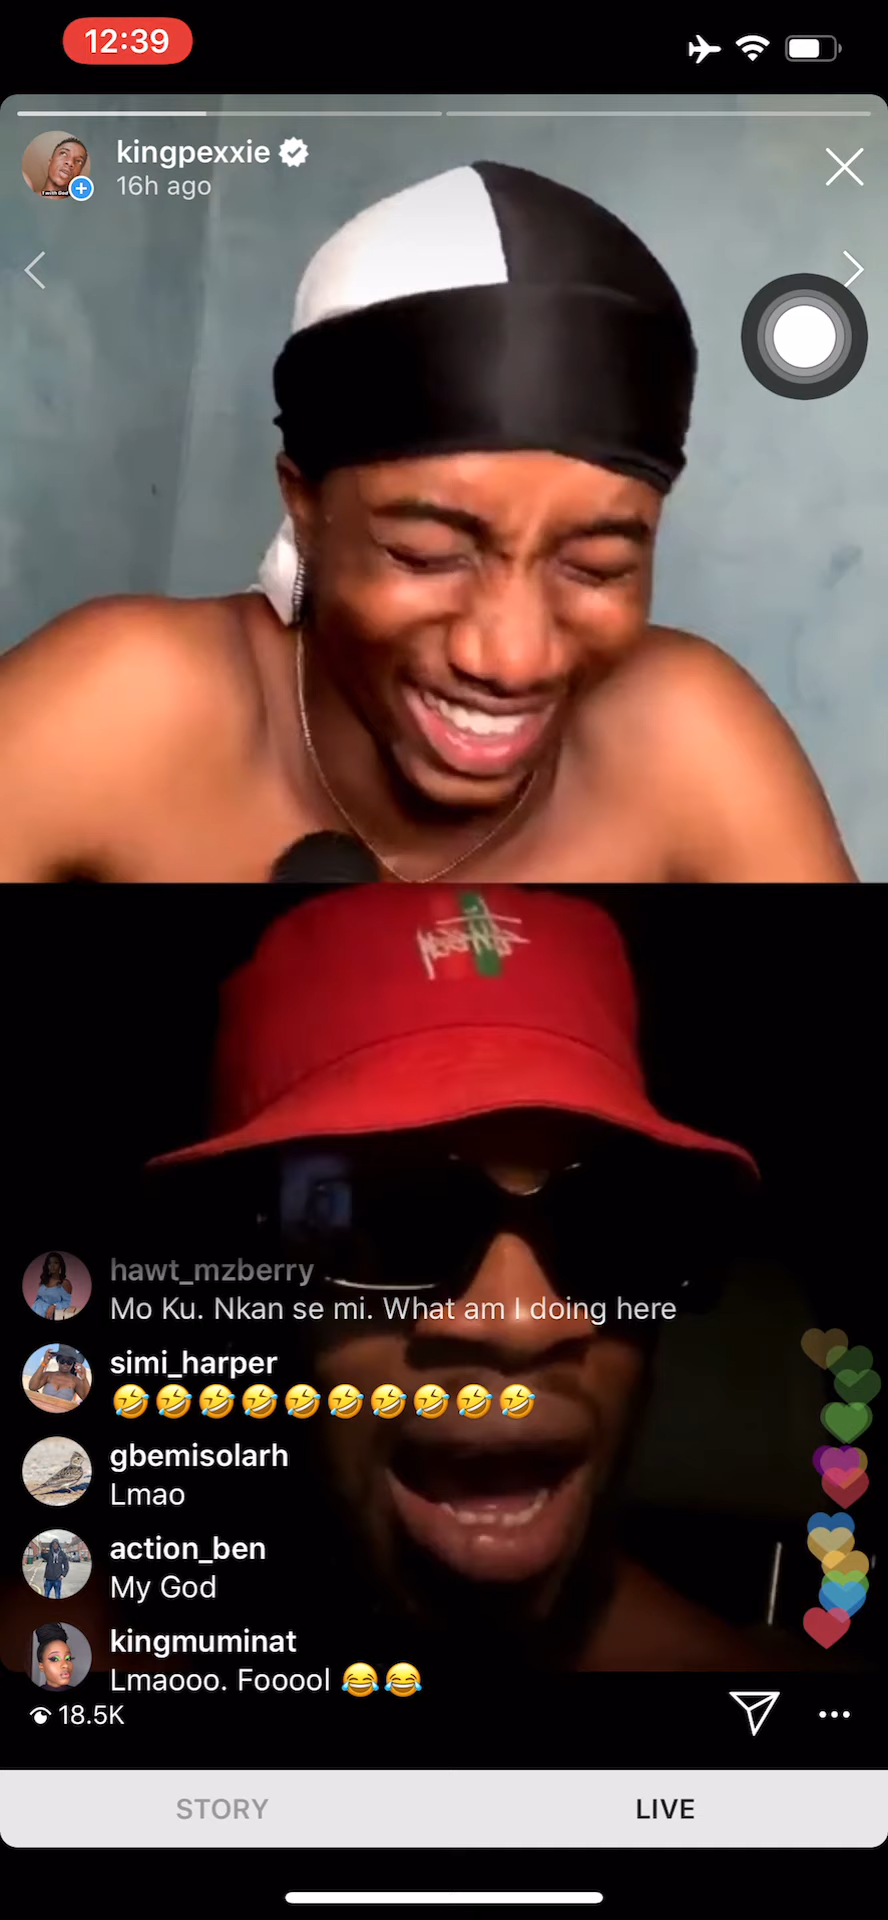 12:39
kingpexxie
16h ago
hawt_mzberry
Mo Ku. Nkan se mi. What am I doing here
simi_harper
🤣🤣🤣🤣🤣🤣🤣🤣🤣🤣
gbemisolarh
Lmao
action_ben
My God
kingmuminat
Lmaooo. Fooool 😂😂
18.5K
STORY
LIVE